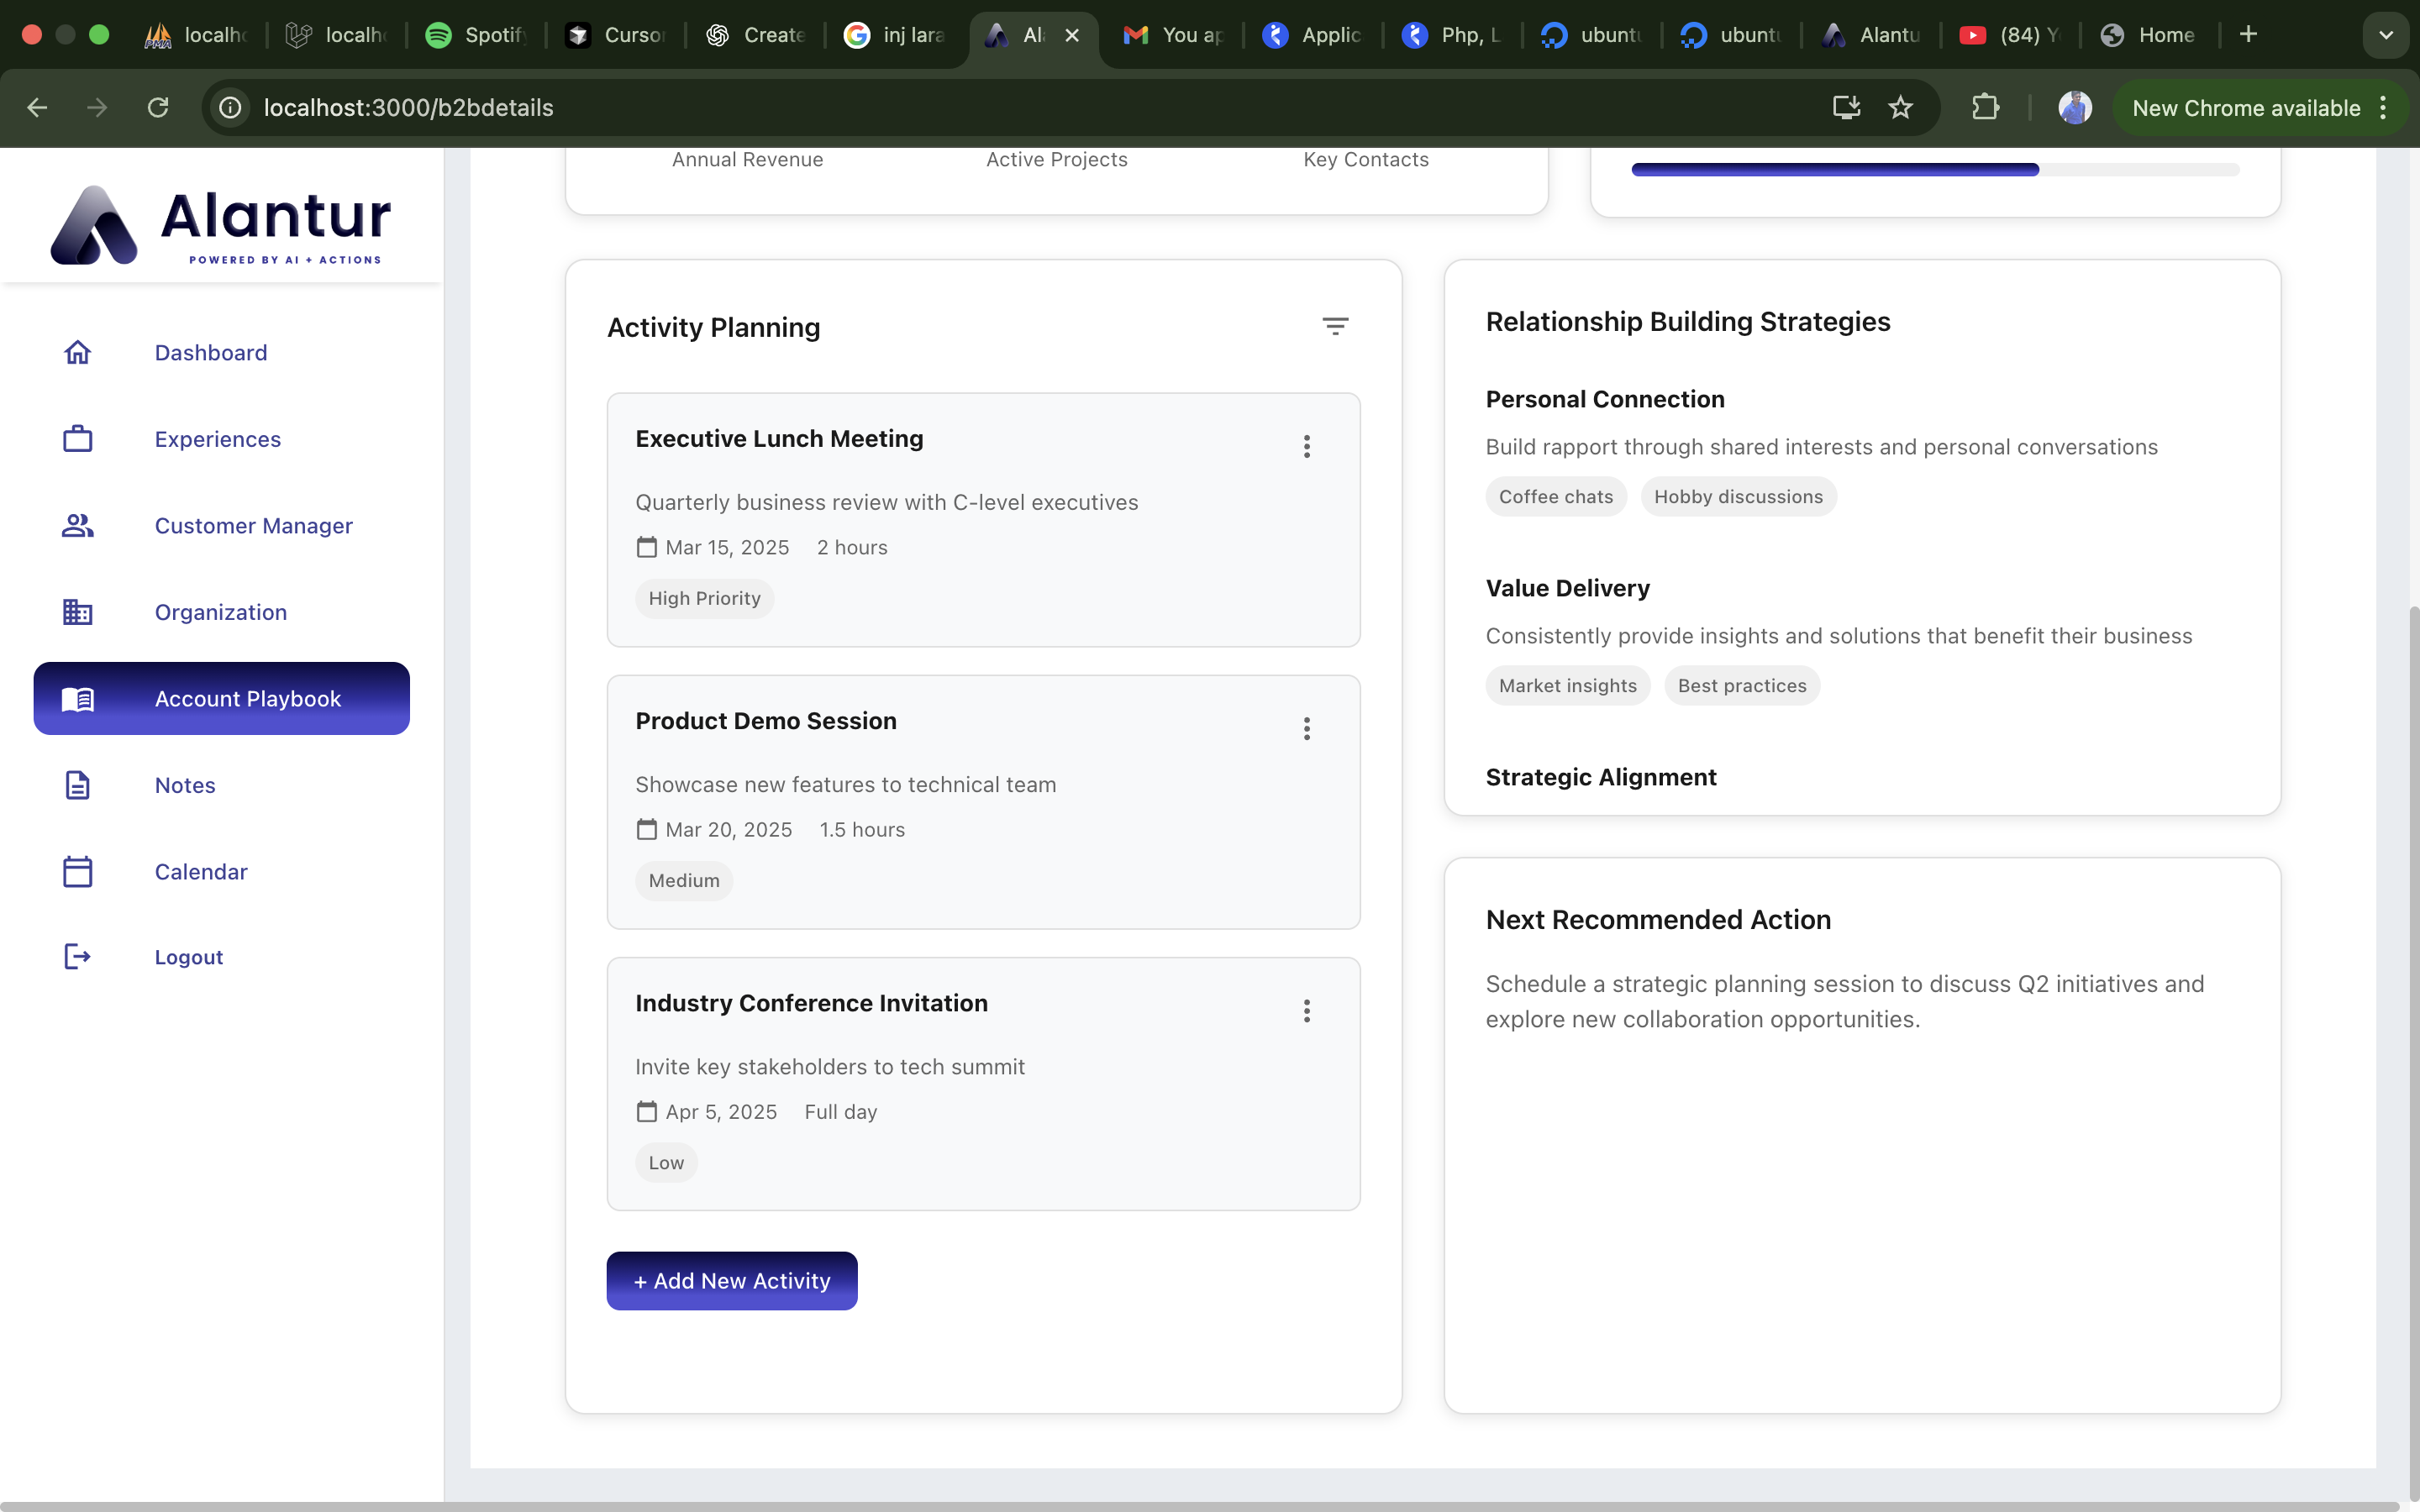 localh
localh
Spotif
Curso
Create
inj lara
Al
You ap
Applic
Php, L
ubuntu
ubuntu
Alantu
(84) Y
Home
localhost:3000/b2bdetails
New Chrome available
Alantur
POWERED BY AI + ACTIONS
Dashboard
Experiences
Customer Manager
Organization
Account Playbook
Notes
Calendar
Logout
Annual Revenue
Active Projects
Key Contacts
Activity Planning
Executive Lunch Meeting
Quarterly business review with C-level executives
Mar 15, 2025 2 hours
High Priority
Product Demo Session
Showcase new features to technical team
Mar 20, 2025 1.5 hours
Medium
Industry Conference Invitation
Invite key stakeholders to tech summit
Apr 5, 2025 Full day
Low
+ Add New Activity
Relationship Building Strategies
Personal Connection
Build rapport through shared interests and personal conversations
Coffee chats Hobby discussions
Value Delivery
Consistently provide insights and solutions that benefit their business
Market insights Best practices
Strategic Alignment
Next Recommended Action
Schedule a strategic planning session to discuss Q2 initiatives and
explore new collaboration opportunities.